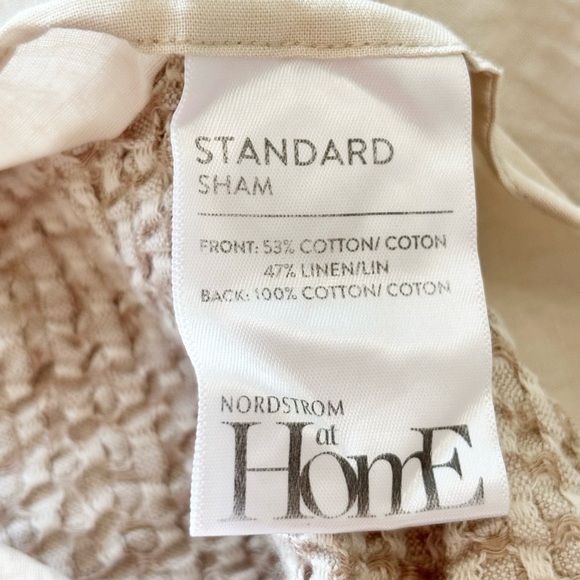 STANDARD
SHAM
FRONT: 53% COTTON/ COTON
47% LINEN/LIN
BACK: 100% COTTON/ COTON
NORDSTROM
at
HomE